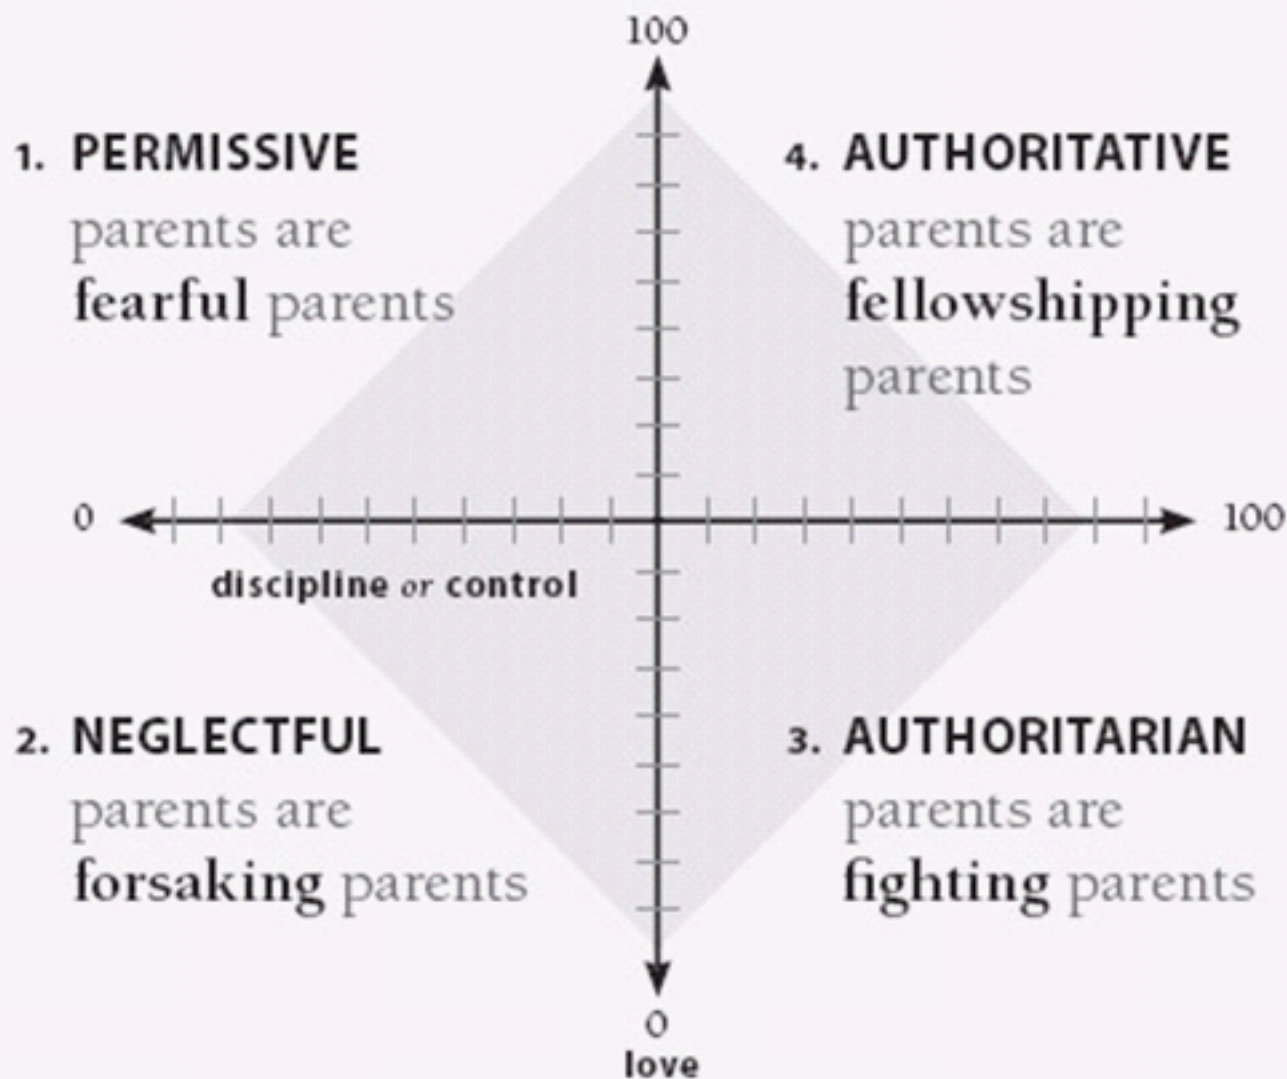 100
1. PERMISSIVE
parents are
fearful parents
4. AUTHORITATIVE
parents are
fellowshipping
parents
0
100
discipline or control
2. NEGLECTFUL
parents are
forsaking parents
3. AUTHORITARIAN
parents are
fighting parents
0
love